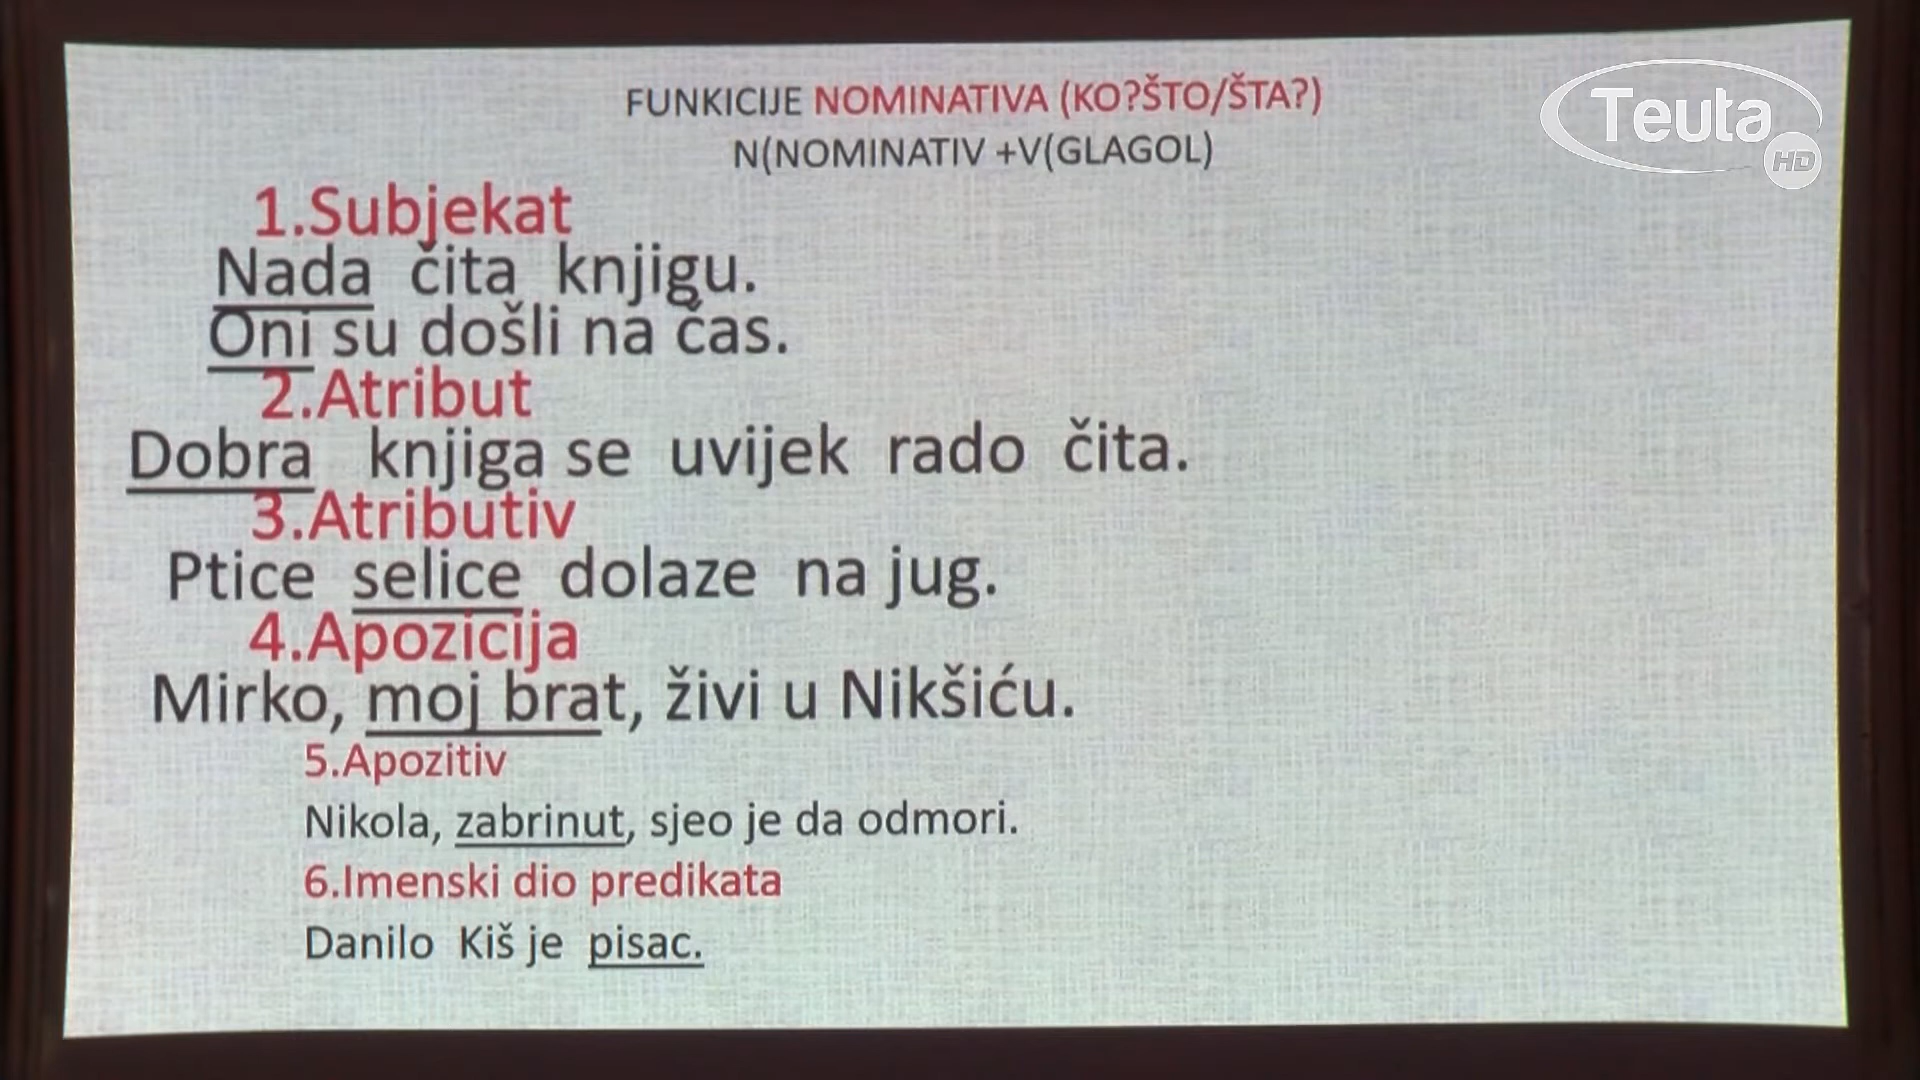 FUNKICIJE NOMINATIVA (KO?ŠTO/ŠTA?)
N(NOMINATIV +V(GLAGOL)
1.Subjekat
Nada čita knjigu.
Oni su došli na čas.
2.Atribut
Dobra knjiga se uvijek rado čita.
3.Atributiv
Ptice selice dolaze na jug.
4.Apozicija
Mirko, moj brat, živi u Nikšiću.
5.Apozitiv
Nikola, zabrinut, sjeo je da odmori.
6.Imenski dio predikata
Danilo Kiš je pisac.
Teuta
HD